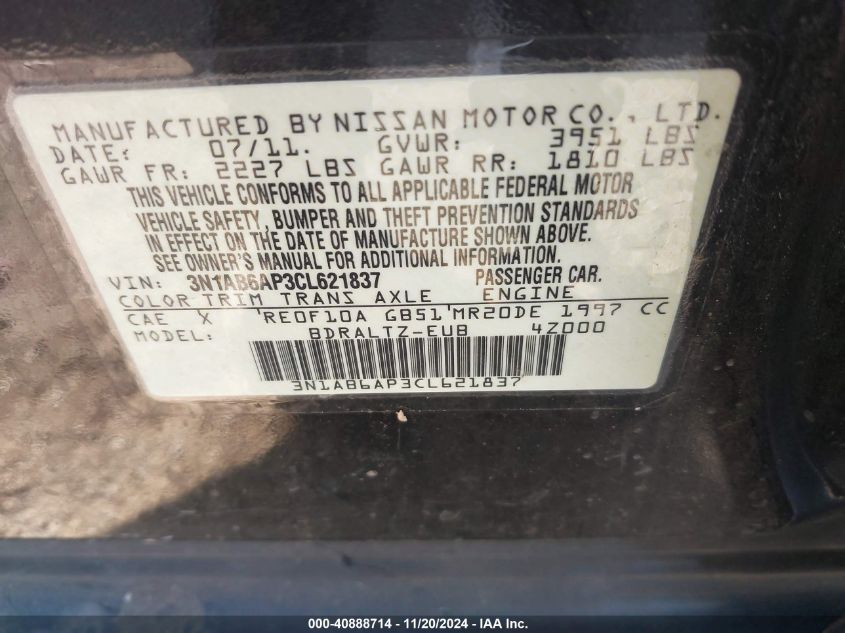 MANUFACTURED BY NISSAN MOTOR CO., LTD.
DATE: 07/11. GVWR: 3951 LBS
GAWR FR: 2227 LBS GAWR RR: 1810 LBS
THIS VEHICLE CONFORMS TO ALL APPLICABLE FEDERAL MOTOR
VEHICLE SAFETY, BUMPER AND THEFT PREVENTION STANDARDS
IN EFFECT ON THE DATE OF MANUFACTURE SHOWN ABOVE.
SEE OWNER'S MANUAL FOR ADDITIONAL INFORMATION.
VIN: 3N1AB6AP3CL621837 PASSENGER CAR.
COLOR TRIM TRANS AXLE ENGINE
CAE X RE0F10A GB51 MR20DE 1997 CC
MODEL: BDRALTZ-EUB 4Z000
3N1AB6AP3CL621837
000-40888714 - 11/20/2024 - IAA Inc.